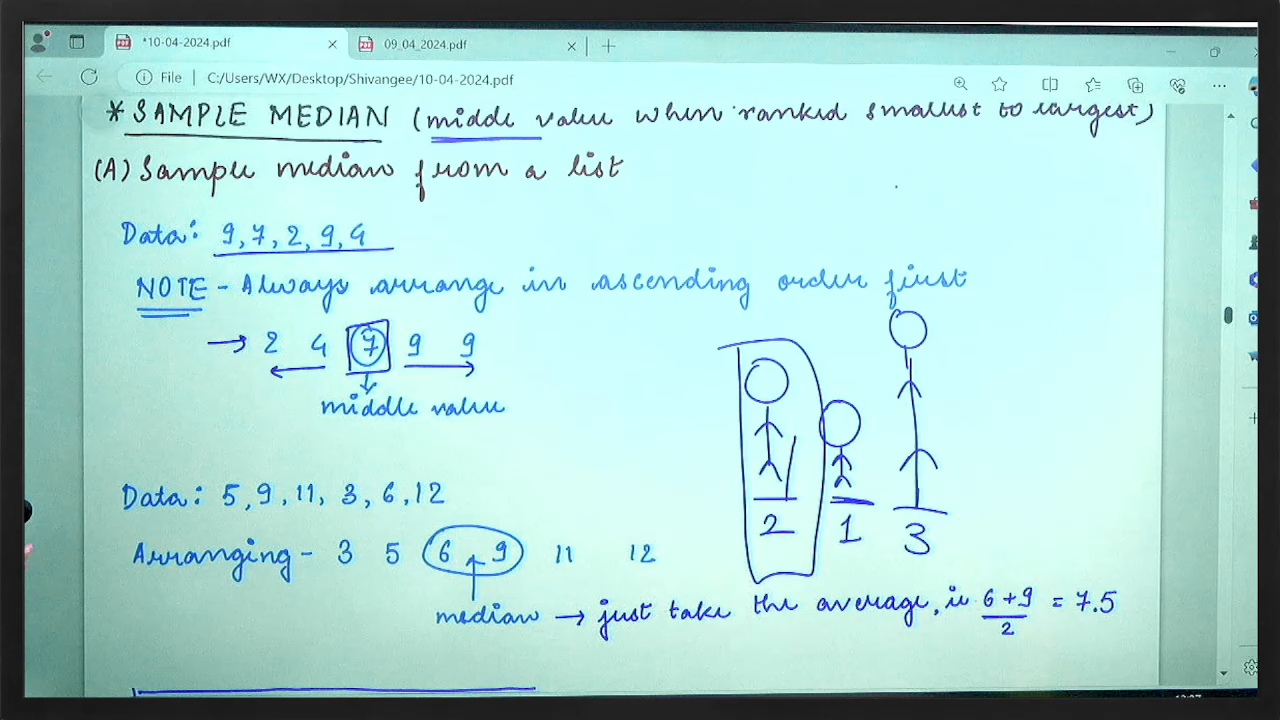 *10-04-2024.pdf
09_04_2024.pdf
File | C:/Users/WX/Desktop/Shivangee/10-04-2024.pdf
*SAMPLE MEDIAN (middle value when ranked smallest to largest)
(A) Sample median from a list
Data: 9, 7, 2, 9, 4
NOTE - Always arrange in ascending order first
→ 2 4 7 9 9
middle value
Data: 5, 9, 11, 3, 6, 12
2 1 3
Arranging - 3 5 6 9 11 12
median → just take the average, ie 6+9/2 = 7.5